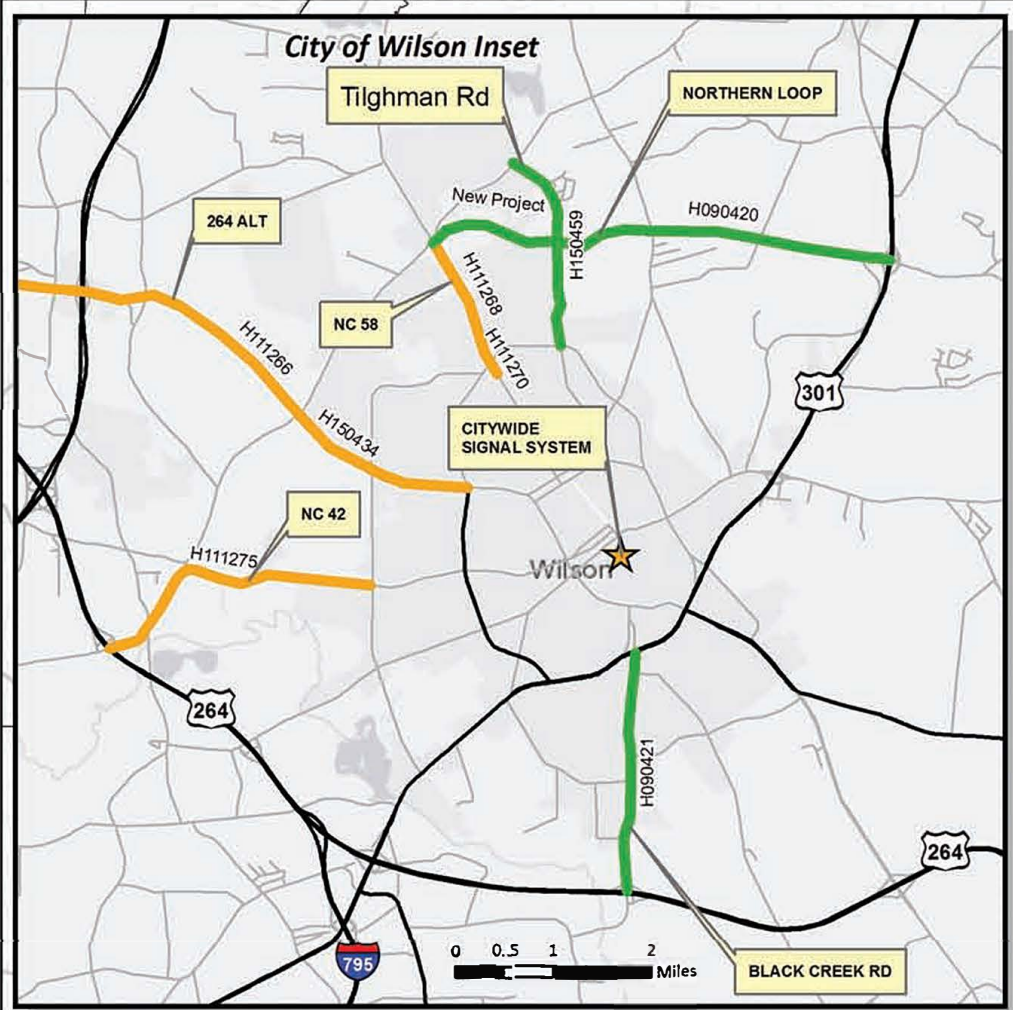 City of Wilson Inset
Tilghman Rd
NORTHERN LOOP
New Project
H150459
H090420
264 ALT
NC 58
H111268
H111270
H111266
H150434
301
CITYWIDE
SIGNAL SYSTEM
NC 42
H111275
Wilson
264
H090421
264
795
0 0.5 1 2
Miles
BLACK CREEK RD